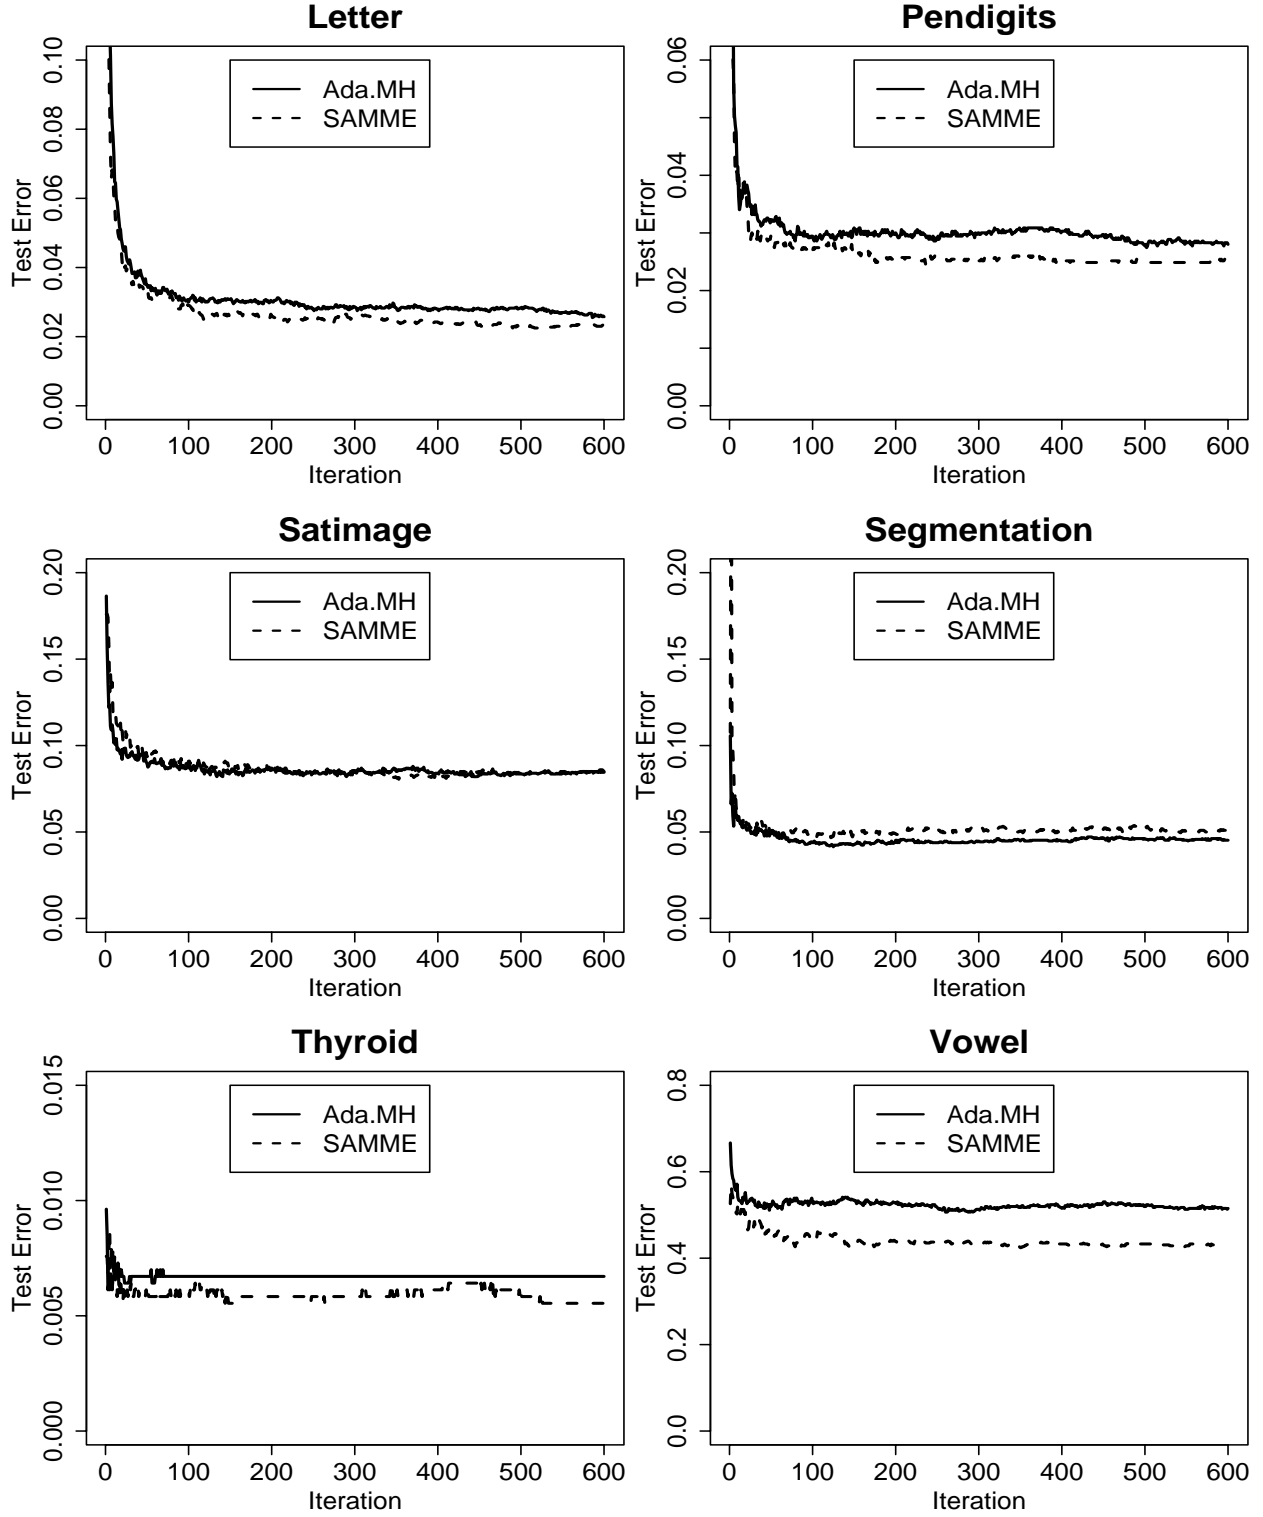 Letter
Test Error
0.10
0.08
0.06
0.04
0.02
0.00
Ada.MH
SAMME
0 100 200 300 400 500 600
Iteration
Pendigits
Test Error
0.06
0.04
0.02
0.00
Ada.MH
SAMME
0 100 200 300 400 500 600
Iteration
Satimage
Test Error
0.20
0.15
0.10
0.05
0.00
Ada.MH
SAMME
0 100 200 300 400 500 600
Iteration
Segmentation
Test Error
0.20
0.15
0.10
0.05
0.00
Ada.MH
SAMME
0 100 200 300 400 500 600
Iteration
Thyroid
Test Error
0.015
0.010
0.005
0.000
Ada.MH
SAMME
0 100 200 300 400 500 600
Iteration
Vowel
Test Error
0.8
0.6
0.4
0.2
0.0
Ada.MH
SAMME
0 100 200 300 400 500 600
Iteration